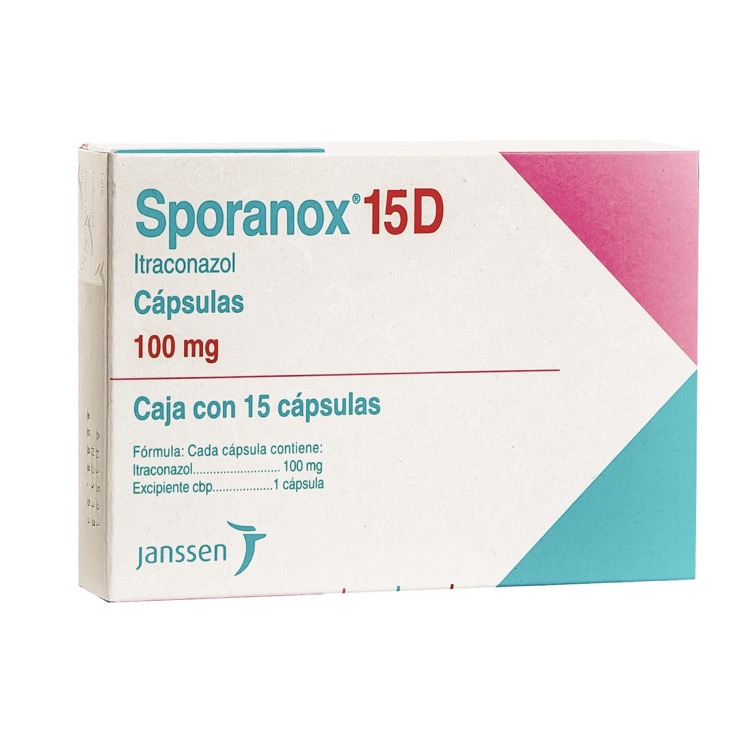 Sporanox® 15D
Itraconazol
Cápsulas
100 mg
Caja con 15 cápsulas
Fórmula: Cada cápsula contiene:
Itraconazol........................... 100 mg
Excipiente cbp..................1 cápsula
janssen